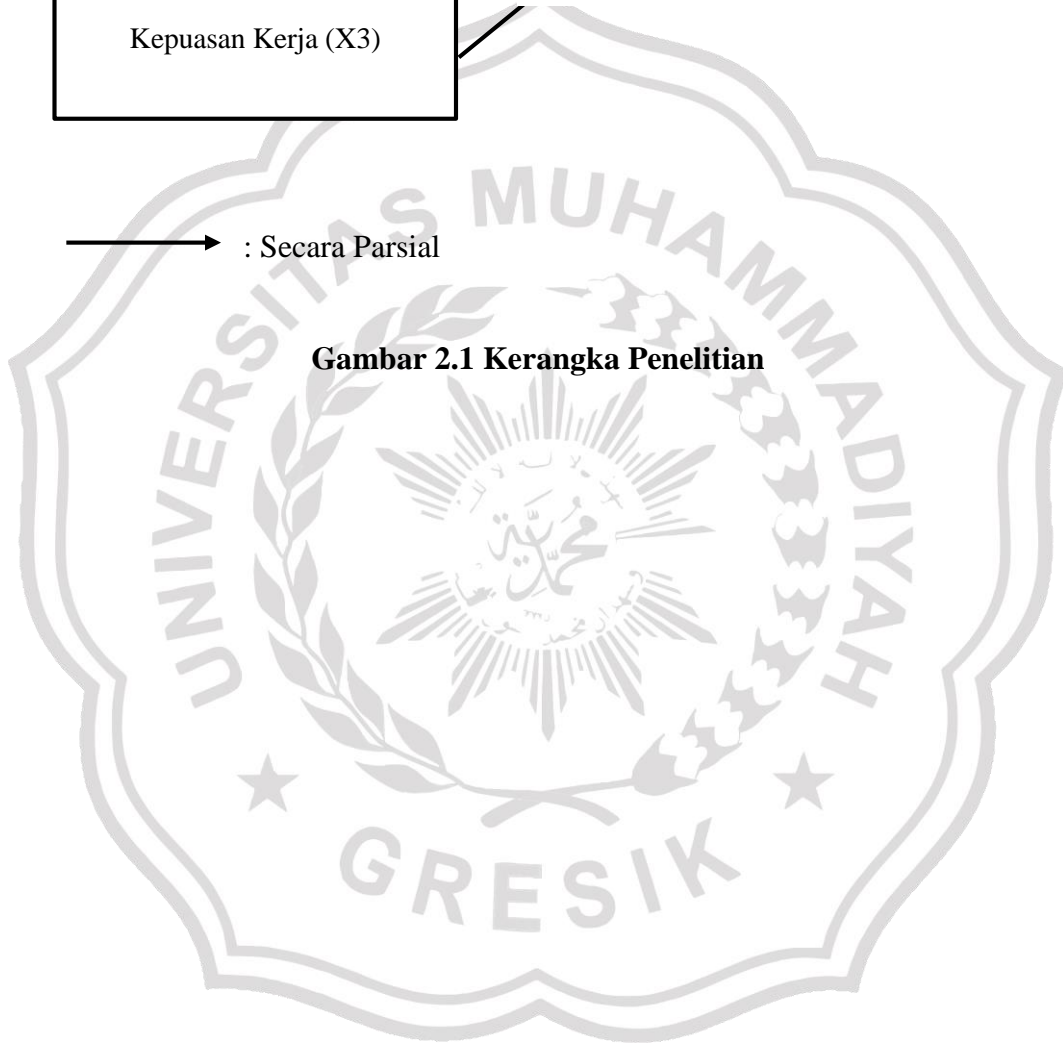 Kepuasan Kerja (X3)
: Secara Parsial
Gambar 2.1 Kerangka Penelitian
UNIVERSITAS MUHAMMADIYAH
GRESIK